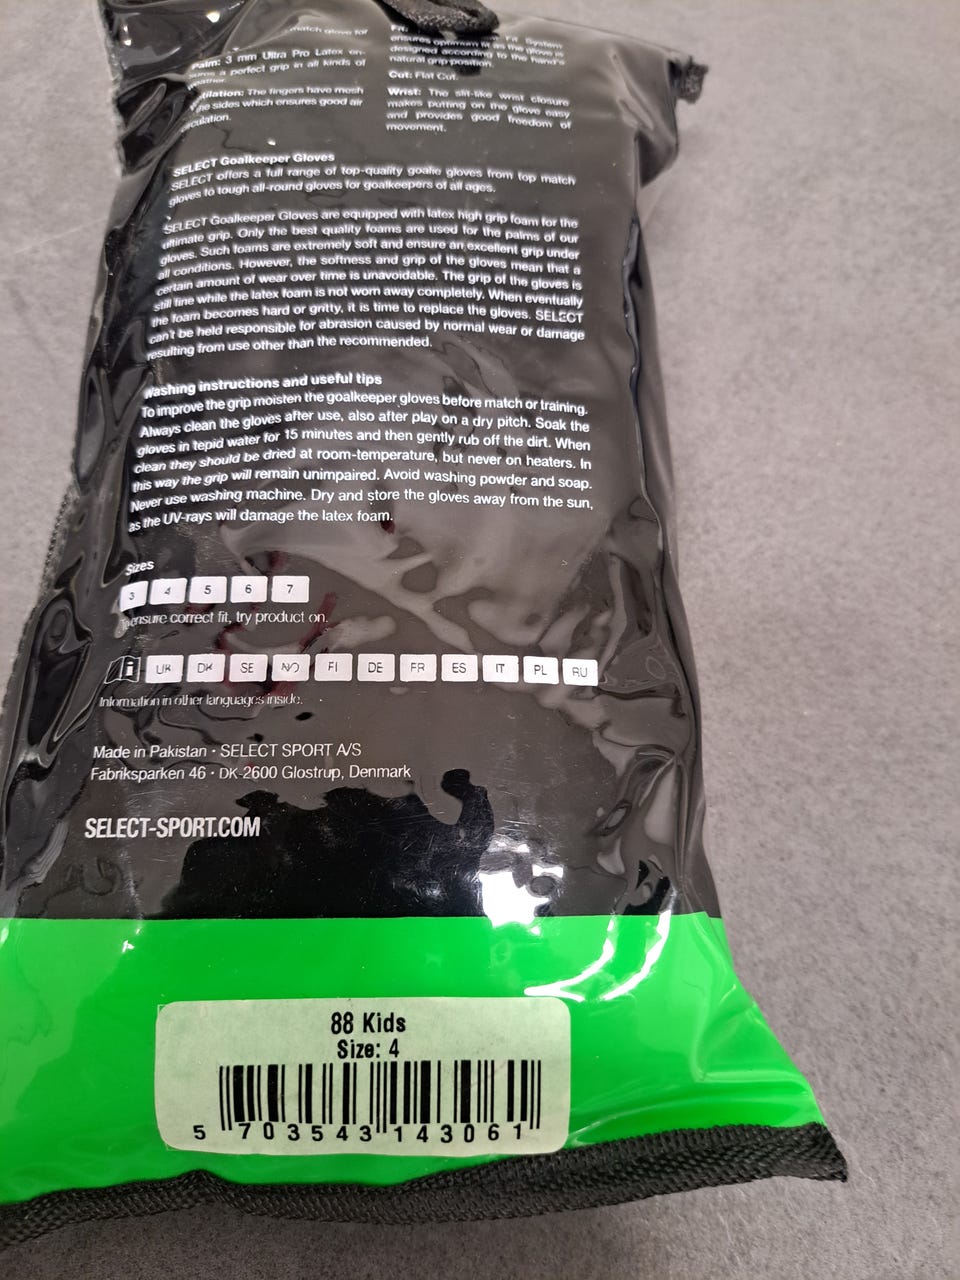 match glove for
Palm: 3 mm Ultra Pro Latex en-
sures a perfect grip in all kinds of
weather.
ntilation: The fingers have mesh
the sides which ensures good air
circulation.
Fit: Fit System
ensures optimum fit as the glove is
designed according to the hand's
natural grip position.
Cut: Flat Cut.
Wrist: The slit-like wrist closure
makes putting on the glove easy
and provides good freedom of
movement.
SELECT Goalkeeper Gloves
SELECT offers a full range of top-quality goalie gloves from top match
gloves to tough all-round gloves for goalkeepers of all ages.
SELECT Goalkeeper Gloves are equipped with latex high grip foam for the
ultimate grip. Only the best quality foams are used for the palms of our
gloves. Such foams are extremely soft and ensure an excellent grip under
all conditions. However, the softness and grip of the gloves mean that a
certain amount of wear over time is unavoidable. The grip of the gloves is
still fine while the latex foam is not worn away completely. When eventually
the foam becomes hard or gritty, it is time to replace the gloves. SELECT
can't be held responsible for abrasion caused by normal wear or damage
resulting from use other than the recommended.
Washing instructions and useful tips
To improve the grip moisten the goalkeeper gloves before match or training.
Always clean the gloves after use, also after play on a dry pitch. Soak the
gloves in tepid water for 15 minutes and then gently rub off the dirt. When
clean they should be dried at room-temperature, but never on heaters. In
this way the grip will remain unimpaired. Avoid washing powder and soap.
Never use washing machine. Dry and store the gloves away from the sun,
as the UV-rays will damage the latex foam.
Sizes
3 4 5 6 7
To ensure correct fit, try product on.
i UK DK SE NO FI DE FR ES IT PL RU
Information in other languages inside.
Made in Pakistan · SELECT SPORT A/S
Fabriksparken 46 · DK-2600 Glostrup, Denmark
SELECT-SPORT.COM
88 Kids
Size: 4
5 703543 143061